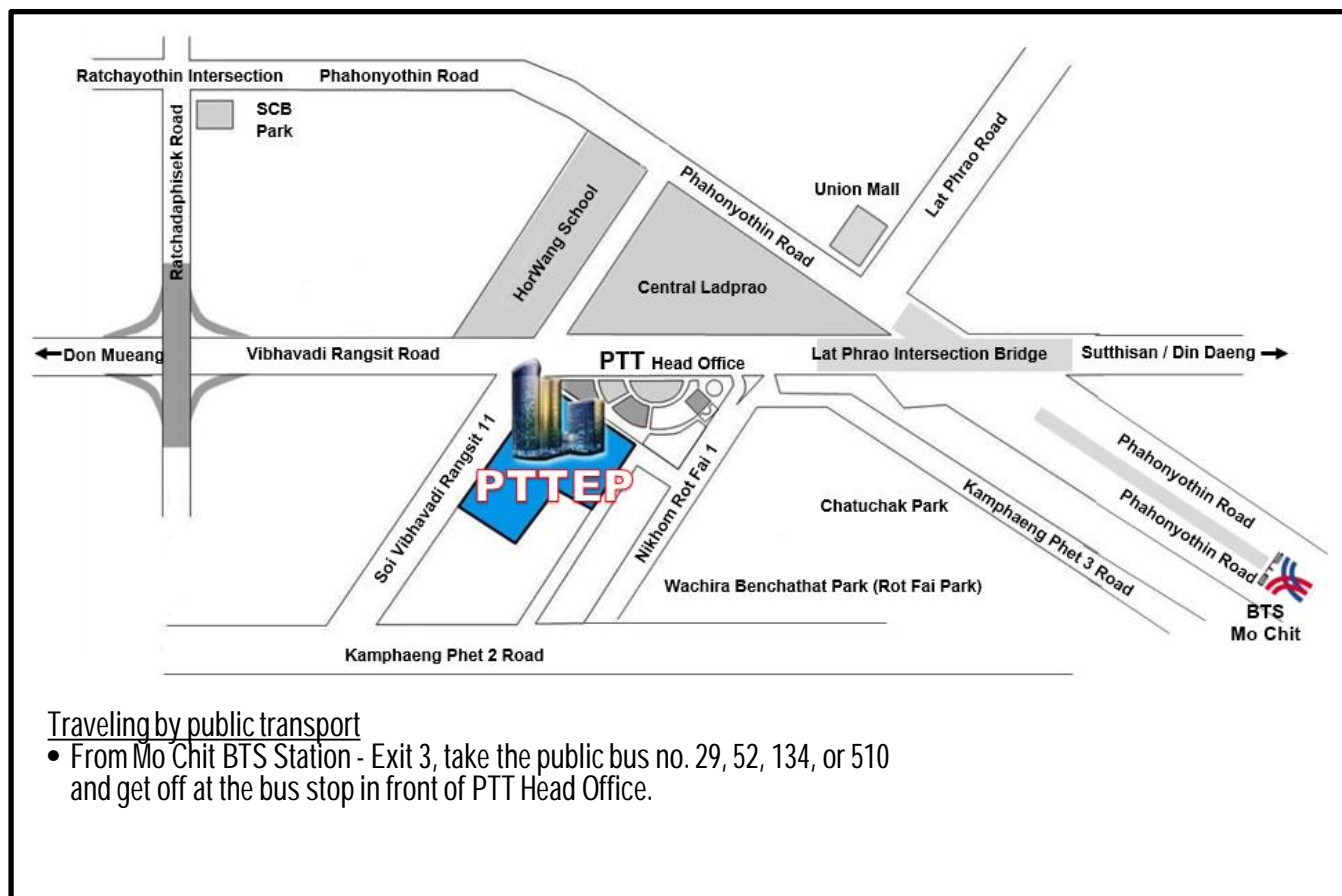 Ratchayothin Intersection
Phahonyothin Road
SCB
Park
Ratchadaphisek Road
HorWang School
Phahonyothin Road
Union Mall
Lat Phrao Road
Central Ladprao
Don Mueang
Vibhavadi Rangsit Road
PTT Head Office
Lat Phrao Intersection Bridge
Sutthisan / Din Daeng
Soi Vibhavadi Rangsit 11
PTTEP
Nikhom Rot Fai 1
Chatuchak Park
Kamphaeng Phet 3 Road
Phahonyothin Road
Phahonyothin Road
Wachira Benchathat Park (Rot Fai Park)
BTS
BTS
Mo Chit
Kamphaeng Phet 2 Road
Traveling by public transport
• From Mo Chit BTS Station - Exit 3, take the public bus no. 29, 52, 134, or 510
and get off at the bus stop in front of PTT Head Office.